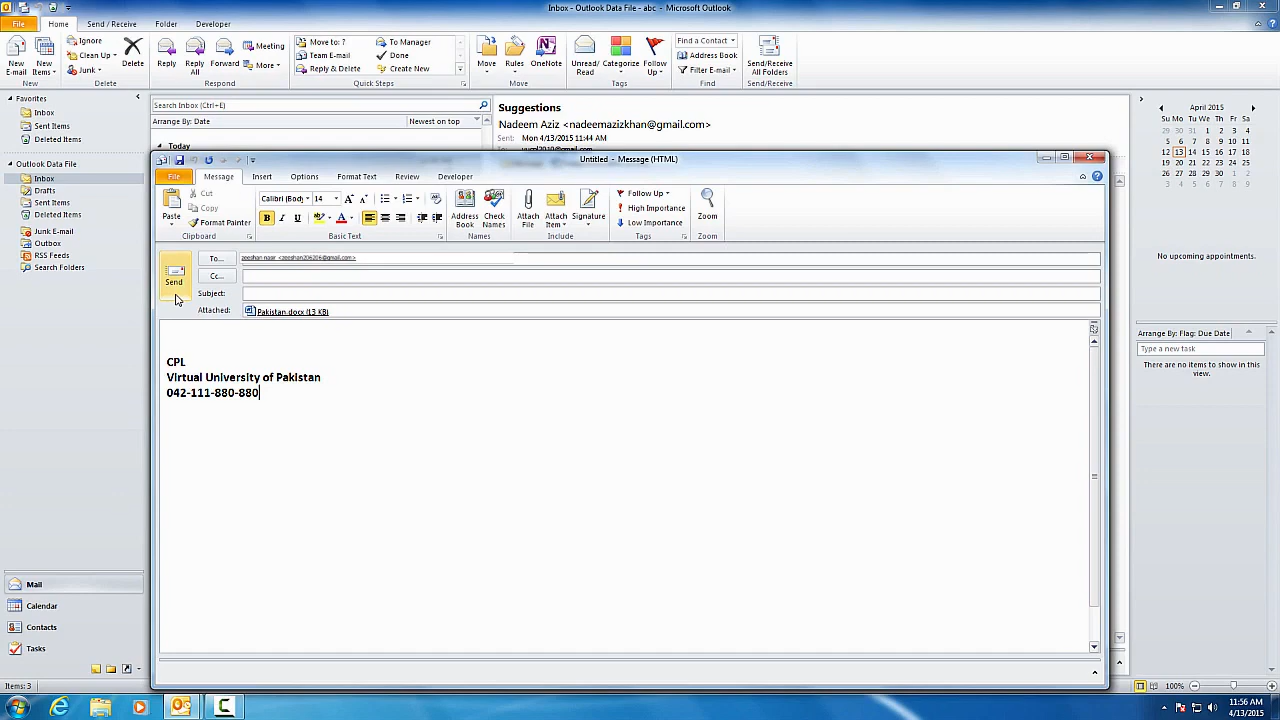 Inbox - Outlook Data File - abc - Microsoft Outlook
File Home Send / Receive Folder Developer
New E-mail
New Items
Ignore
Clean Up
Junk
Delete
Reply
Reply All
Forward
Meeting
More
Move to: ?
Team E-mail
Reply & Delete
To Manager
Done
Create New
Move
Rules
OneNote
Unread/ Read
Categorize
Follow Up
Find a Contact
Address Book
Filter E-mail
Send/Receive All Folders
New Delete Respond Quick Steps Move Tags Find Send/Receive
Favorites
Inbox
Sent Items
Deleted Items
Outlook Data File
Inbox
Drafts
Sent Items
Deleted Items
Junk E-mail
Outbox
RSS Feeds
Search Folders
Mail
Calendar
Contacts
Tasks
Items: 3
Search Inbox (Ctrl+E)
Arrange By: Date Newest on top
Today
Suggestions
Nadeem Aziz <nadeemazizkhan@gmail.com>
Sent: Mon 4/13/2015 11:44 AM
Untitled - Message (HTML)
File Message Insert Options Format Text Review Developer
Paste
Cut
Copy
Format Painter
Calibri (Body 14
B I U
Address Book
Check Names
Attach File
Attach Item
Signature
Follow Up
High Importance
Low Importance
Zoom
Clipboard Basic Text Names Include Tags Zoom
Send
To... zeeshan nasir <zeeshan206206@gmail.com>
Cc...
Subject:
Attached: Pakistan.docx (13 KB)
CPL
Virtual University of Pakistan
042-111-880-880
April 2015
Su Mo Tu We Th Fr Sa
29 30 31 1 2 3 4
5 6 7 8 9 10 11
12 13 14 15 16 17 18
19 20 21 22 23 24 25
26 27 28 29 30 1 2
3 4 5 6 7 8 9
No upcoming appointments.
Arrange By: Flag: Due Date
Type a new task
There are no items to show in this view.
100%
11:56 AM
4/13/2015